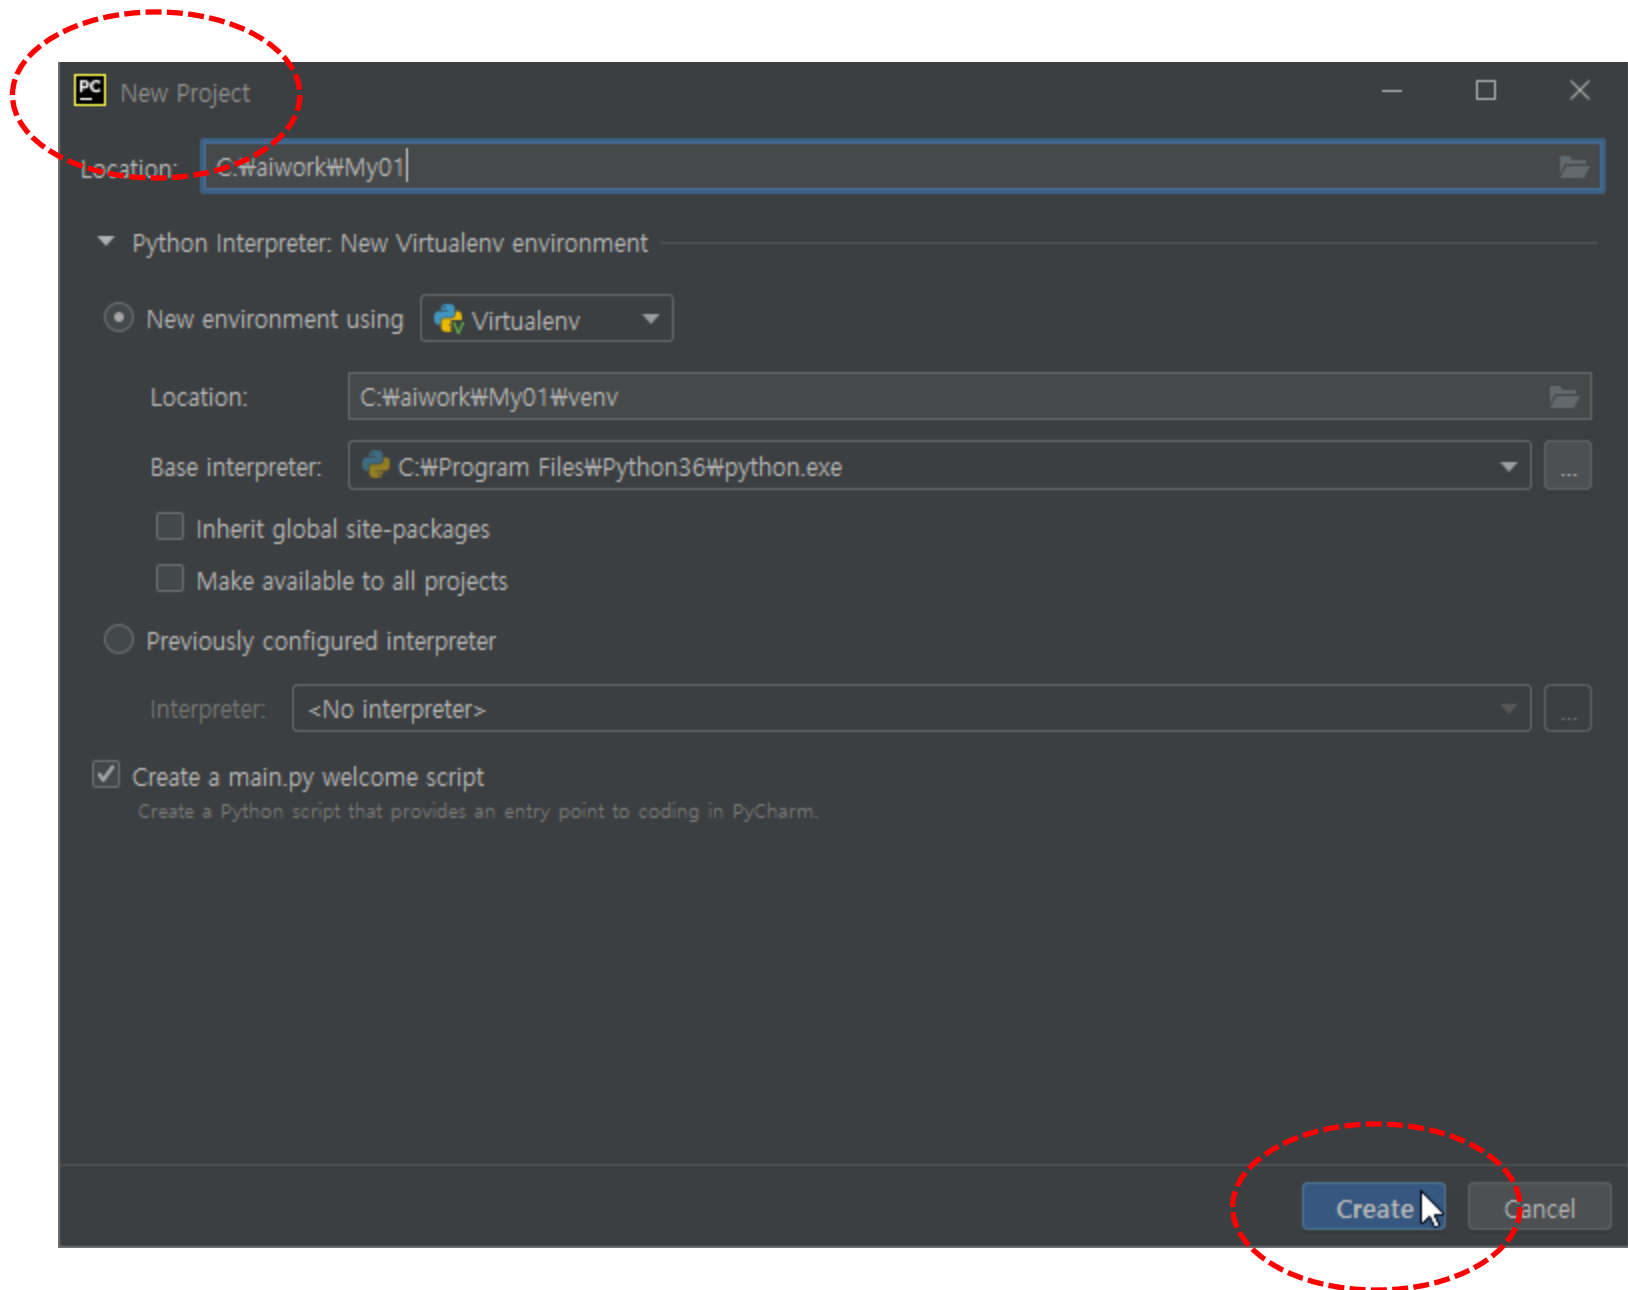 PC New Project
Location: C:₩aiwork₩My01
Python Interpreter: New Virtualenv environment
New environment using Virtualenv
Location: C:₩aiwork₩My01₩venv
Base interpreter: C:₩Program Files₩Python36₩python.exe ...
Inherit global site-packages
Make available to all projects
Previously configured interpreter
Interpreter: <No interpreter> ...
Create a main.py welcome script
Create a Python script that provides an entry point to coding in PyCharm.
Create Cancel